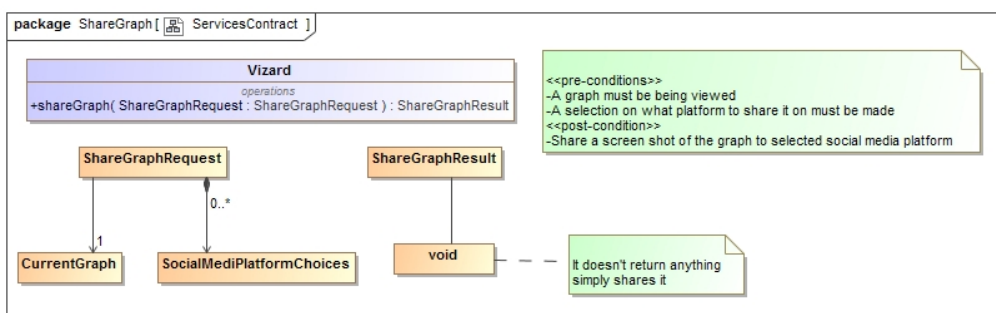 package ShareGraph [ ServicesContract ]
Vizard
operations
+shareGraph( ShareGraphRequest : ShareGraphRequest ) : ShareGraphResult
<<pre-conditions>>
-A graph must be being viewed
-A selection on what platform to share it on must be made
<<post-condition>>
-Share a screen shot of the graph to selected social media platform
ShareGraphRequest
ShareGraphResult
0..*
1
CurrentGraph
SocialMediPlatformChoices
void
It doesn't return anything
simply shares it